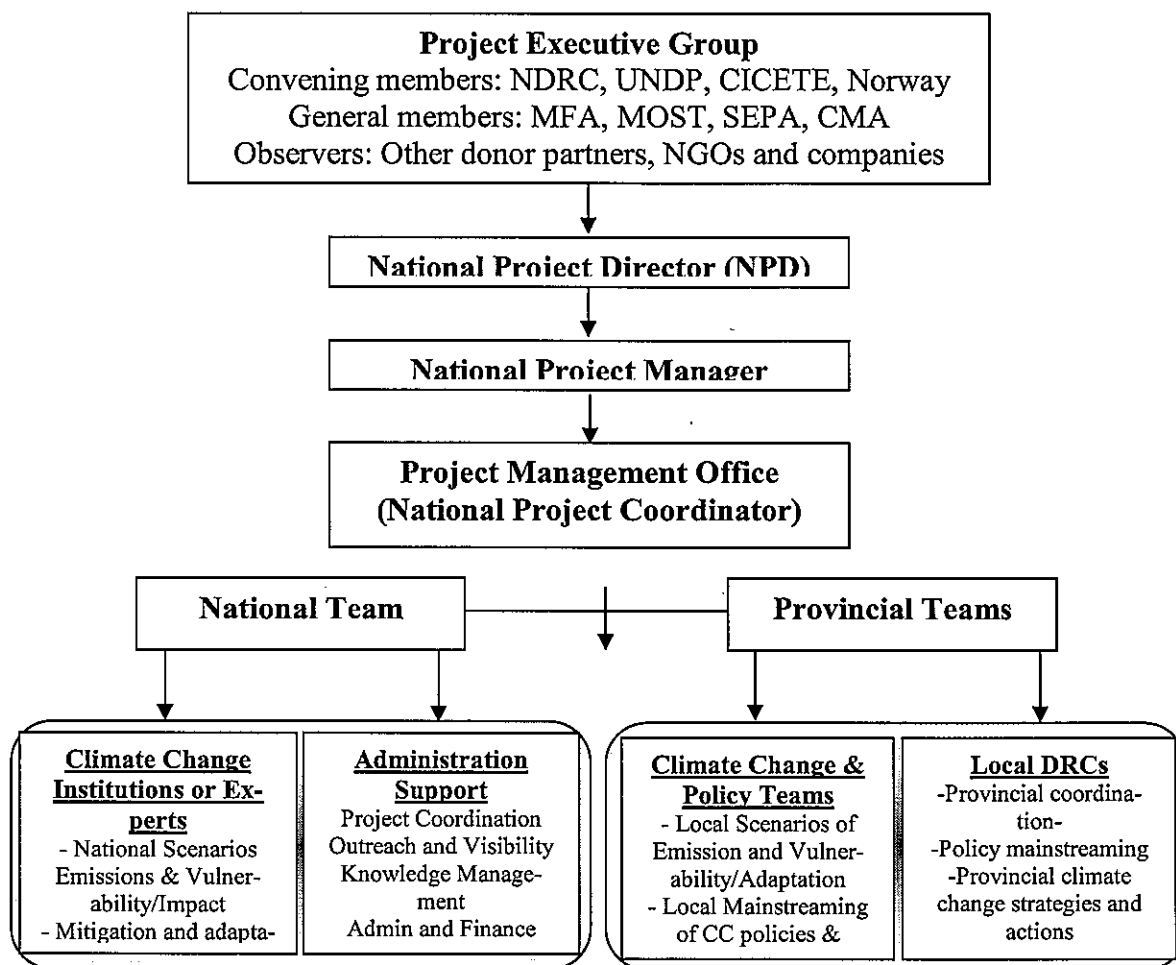 Project Executive Group
Convening members: NDRC, UNDP, CICETE, Norway
General members: MFA, MOST, SEPA, CMA
Observers: Other donor partners, NGOs and companies
National Project Director (NPD)
National Project Manager
Project Management Office
(National Project Coordinator)
National Team
Provincial Teams
Climate Change
Institutions or Ex-
perts
- National Scenarios
Emissions & Vulner-
ability/Impact
- Mitigation and adapta-
Administration
Support
Project Coordination
Outreach and Visibility
Knowledge Manage-
ment
Admin and Finance
Climate Change &
Policy Teams
- Local Scenarios of
Emission and Vulner-
ability/Adaptation
- Local Mainstreaming
of CC policies &
Local DRCs
-Provincial coordina-
tion-
-Policy mainstreaming
-Provincial climate
change strategies and
actions